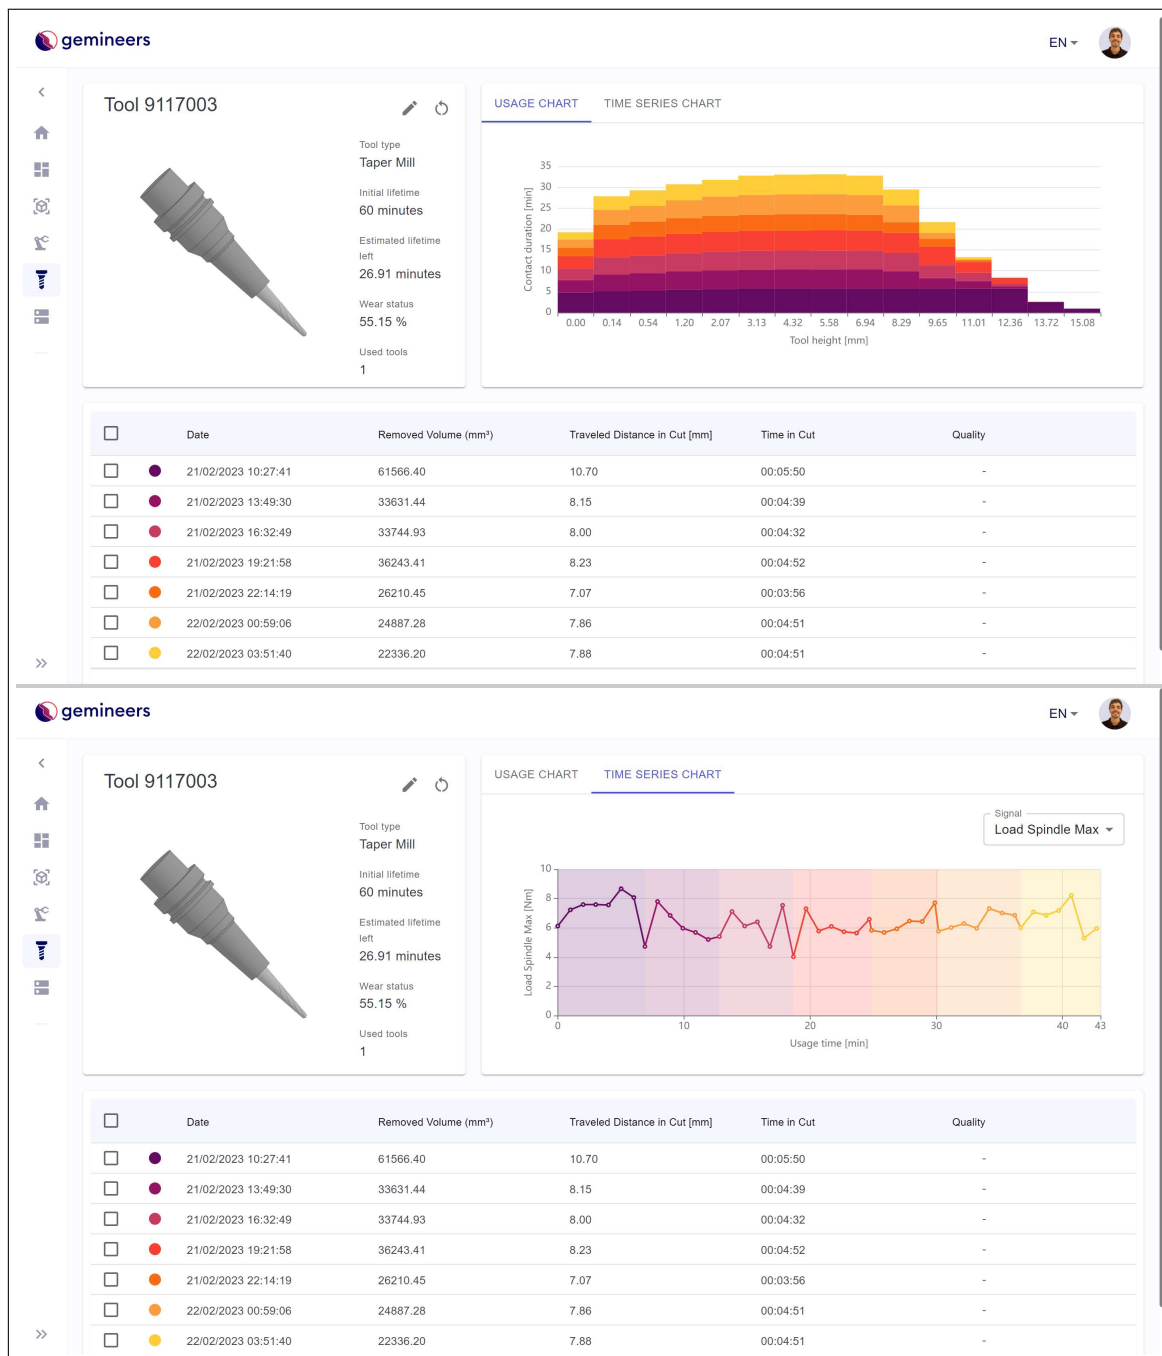 gemineers
EN
Tool 9117003
Tool type
Taper Mill
Initial lifetime
60 minutes
Estimated lifetime
left
26.91 minutes
Wear status
55.15 %
Used tools
1
USAGE CHART TIME SERIES CHART
Contact duration [min]
35
30
25
20
15
10
5
0
0.00 0.14 0.54 1.20 2.07 3.13 4.32 5.58 6.94 8.29 9.65 11.01 12.36 13.72 15.08
Tool height [mm]
Date Removed Volume (mm³) Traveled Distance in Cut [mm] Time in Cut Quality
21/02/2023 10:27:41 61566.40 10.70 00:05:50 -
21/02/2023 13:49:30 33631.44 8.15 00:04:39 -
21/02/2023 16:32:49 33744.93 8.00 00:04:32 -
21/02/2023 19:21:58 36243.41 8.23 00:04:52 -
21/02/2023 22:14:19 26210.45 7.07 00:03:56 -
22/02/2023 00:59:06 24887.28 7.86 00:04:51 -
22/02/2023 03:51:40 22336.20 7.88 00:04:51 -
gemineers
EN
Tool 9117003
Tool type
Taper Mill
Initial lifetime
60 minutes
Estimated lifetime
left
26.91 minutes
Wear status
55.15 %
Used tools
1
USAGE CHART TIME SERIES CHART
Signal
Load Spindle Max
Load Spindle Max [Nm]
10
8
6
4
2
0
0 10 20 30 40 43
Usage time [min]
Date Removed Volume (mm³) Traveled Distance in Cut [mm] Time in Cut Quality
21/02/2023 10:27:41 61566.40 10.70 00:05:50 -
21/02/2023 13:49:30 33631.44 8.15 00:04:39 -
21/02/2023 16:32:49 33744.93 8.00 00:04:32 -
21/02/2023 19:21:58 36243.41 8.23 00:04:52 -
21/02/2023 22:14:19 26210.45 7.07 00:03:56 -
22/02/2023 00:59:06 24887.28 7.86 00:04:51 -
22/02/2023 03:51:40 22336.20 7.88 00:04:51 -